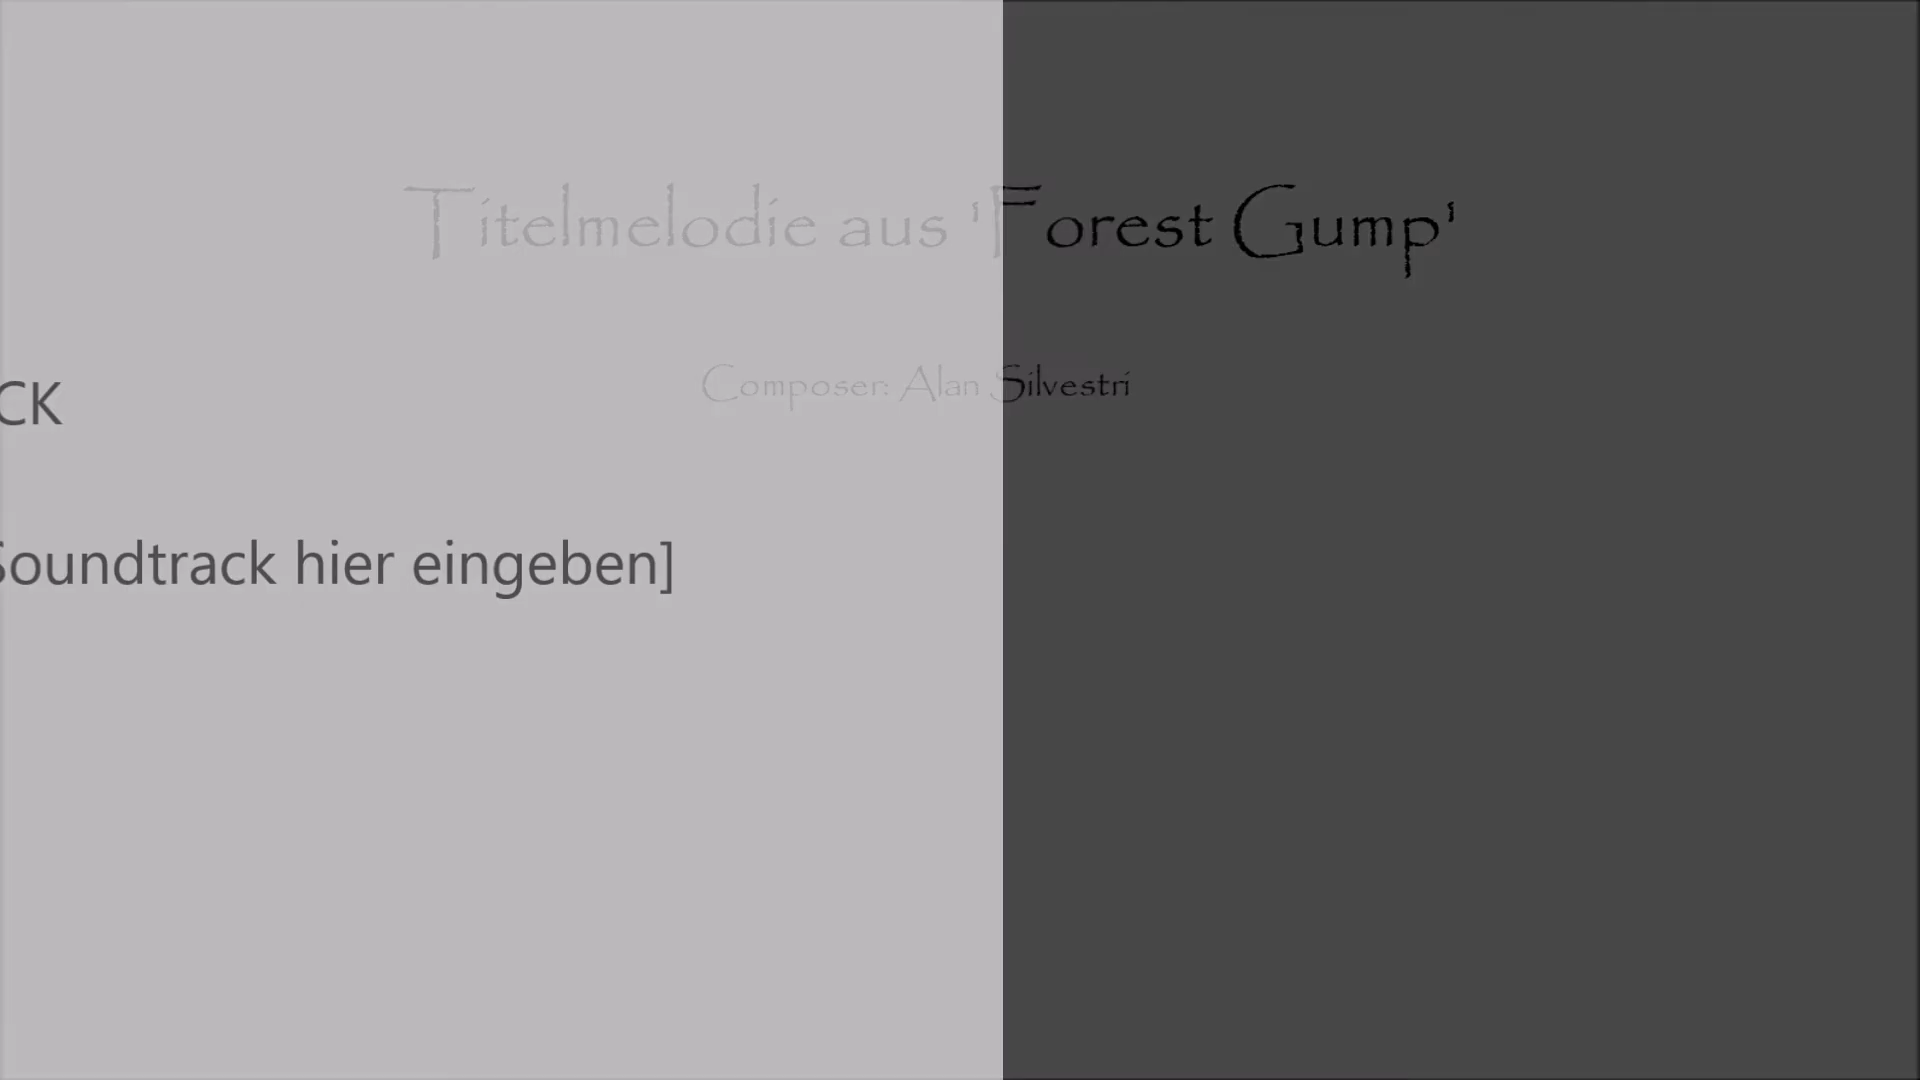 Titelmelodie aus 'Forest Gump'
Composer: Alan Silvestri
CK
Soundtrack hier eingeben]